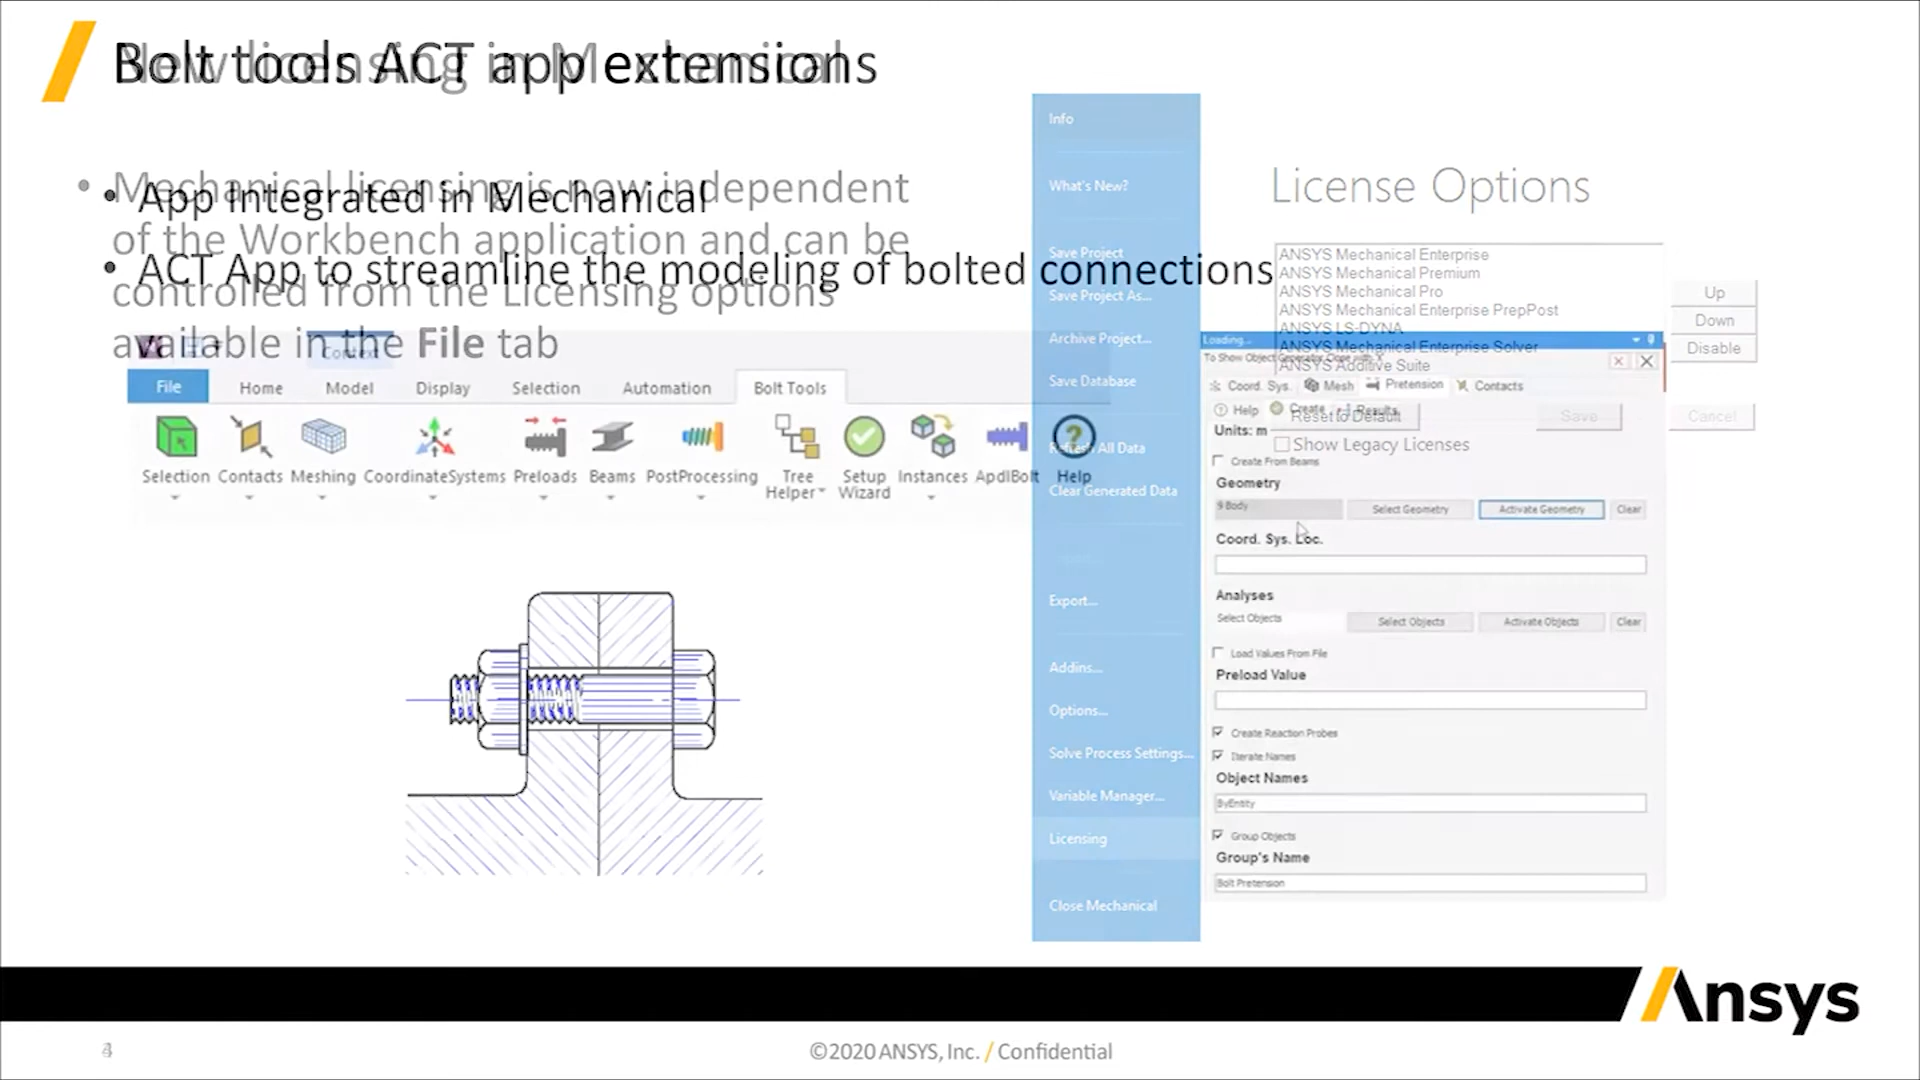 Bolt tools ACT app extensions
New licensing in Mechanical
Mechanical licensing is now independent
of the Workbench application and can be
controlled from the Licensing options
available in the File tab
• App Integrated in Mechanical
• ACT App to streamline the modeling of bolted connections
Context
File Home Model Display Selection Automation Bolt Tools
Selection Contacts Meshing CoordinateSystems Preloads Beams PostProcessing Tree Helper Setup Wizard Instances ApdlBolt Help
Info
What's New?
Save Project
Save Project As...
Archive Project...
Save Database
Refresh All Data
Clear Generated Data
Export...
Addins...
Options...
Solve Process Settings...
Variable Manager...
Licensing
Close Mechanical
License Options
ANSYS Mechanical Enterprise
ANSYS Mechanical Premium
ANSYS Mechanical Pro
ANSYS Mechanical Enterprise PrepPost
ANSYS LS-DYNA
ANSYS Mechanical Enterprise Solver
ANSYS Additive Suite
Up
Down
Disable
Reset to Default Save Cancel
Show Legacy Licenses
Loading...
Coord. Sys. Mesh Pretension Contacts
Help Create Results
Units: m
Create From Beams
Geometry
9 Body Select Geometry Activate Geometry Clear
Coord. Sys. Loc.
Analyses
Select Objects Select Objects Activate Objects Clear
Load Values From File
Preload Value
Create Reaction Probes
Iterate Names
Object Names
ByEntity
Group Objects
Group's Name
Bolt Pretension
Ansys
©2020 ANSYS, Inc. / Confidential